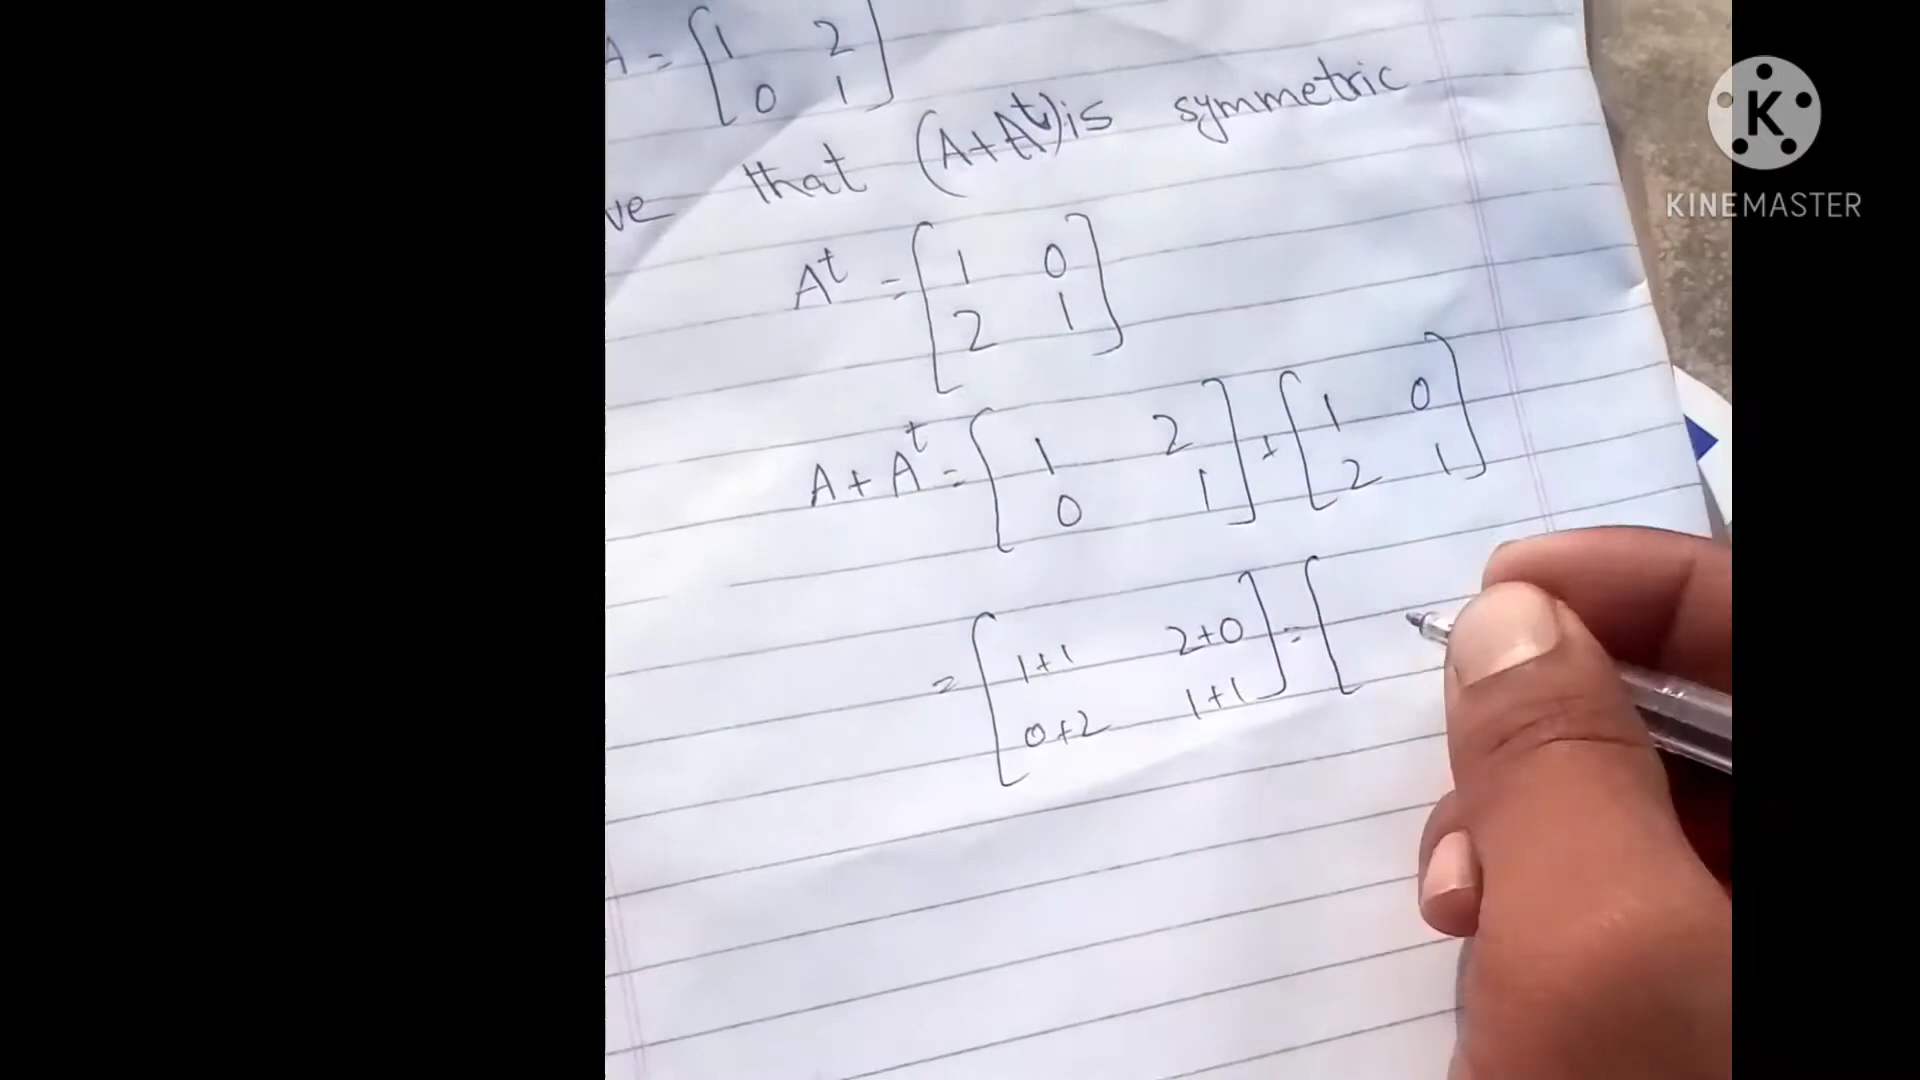 A = [1 2
0 1]
ve that (A+Aᵗ) is symmetric
Aᵗ = [1 0
2 1]
A + Aᵗ = [1 2 ] + [1 0
0 1] 2 1]
= [1+1 2+0] = [
0+2 1+1]
K
KINEMASTER